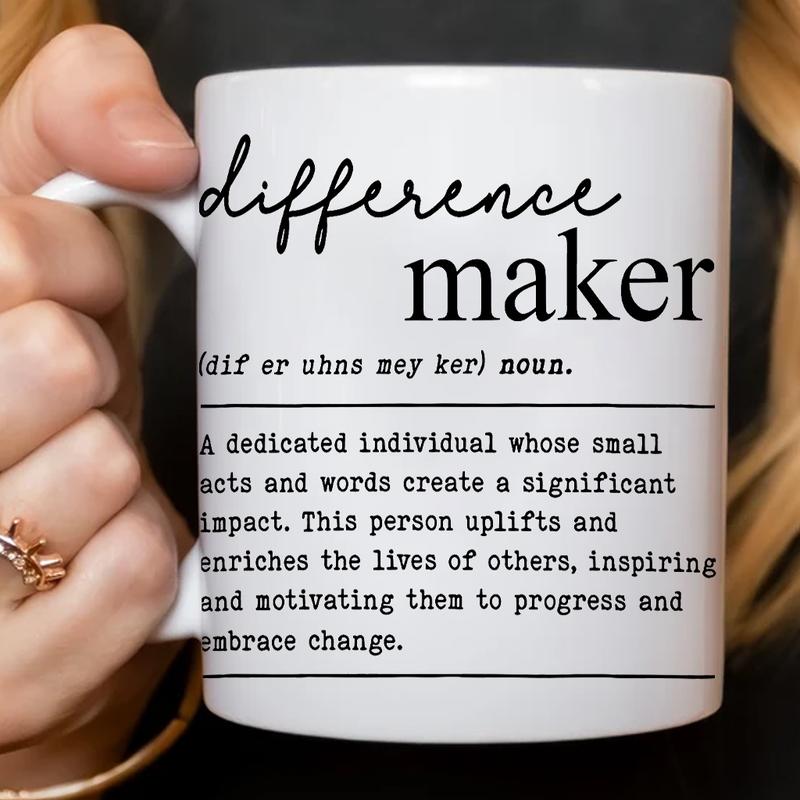 difference
maker
(dif er uhns mey ker) noun.
A dedicated individual whose small
acts and words create a significant
impact. This person uplifts and
enriches the lives of others, inspiring
and motivating them to progress and
embrace change.